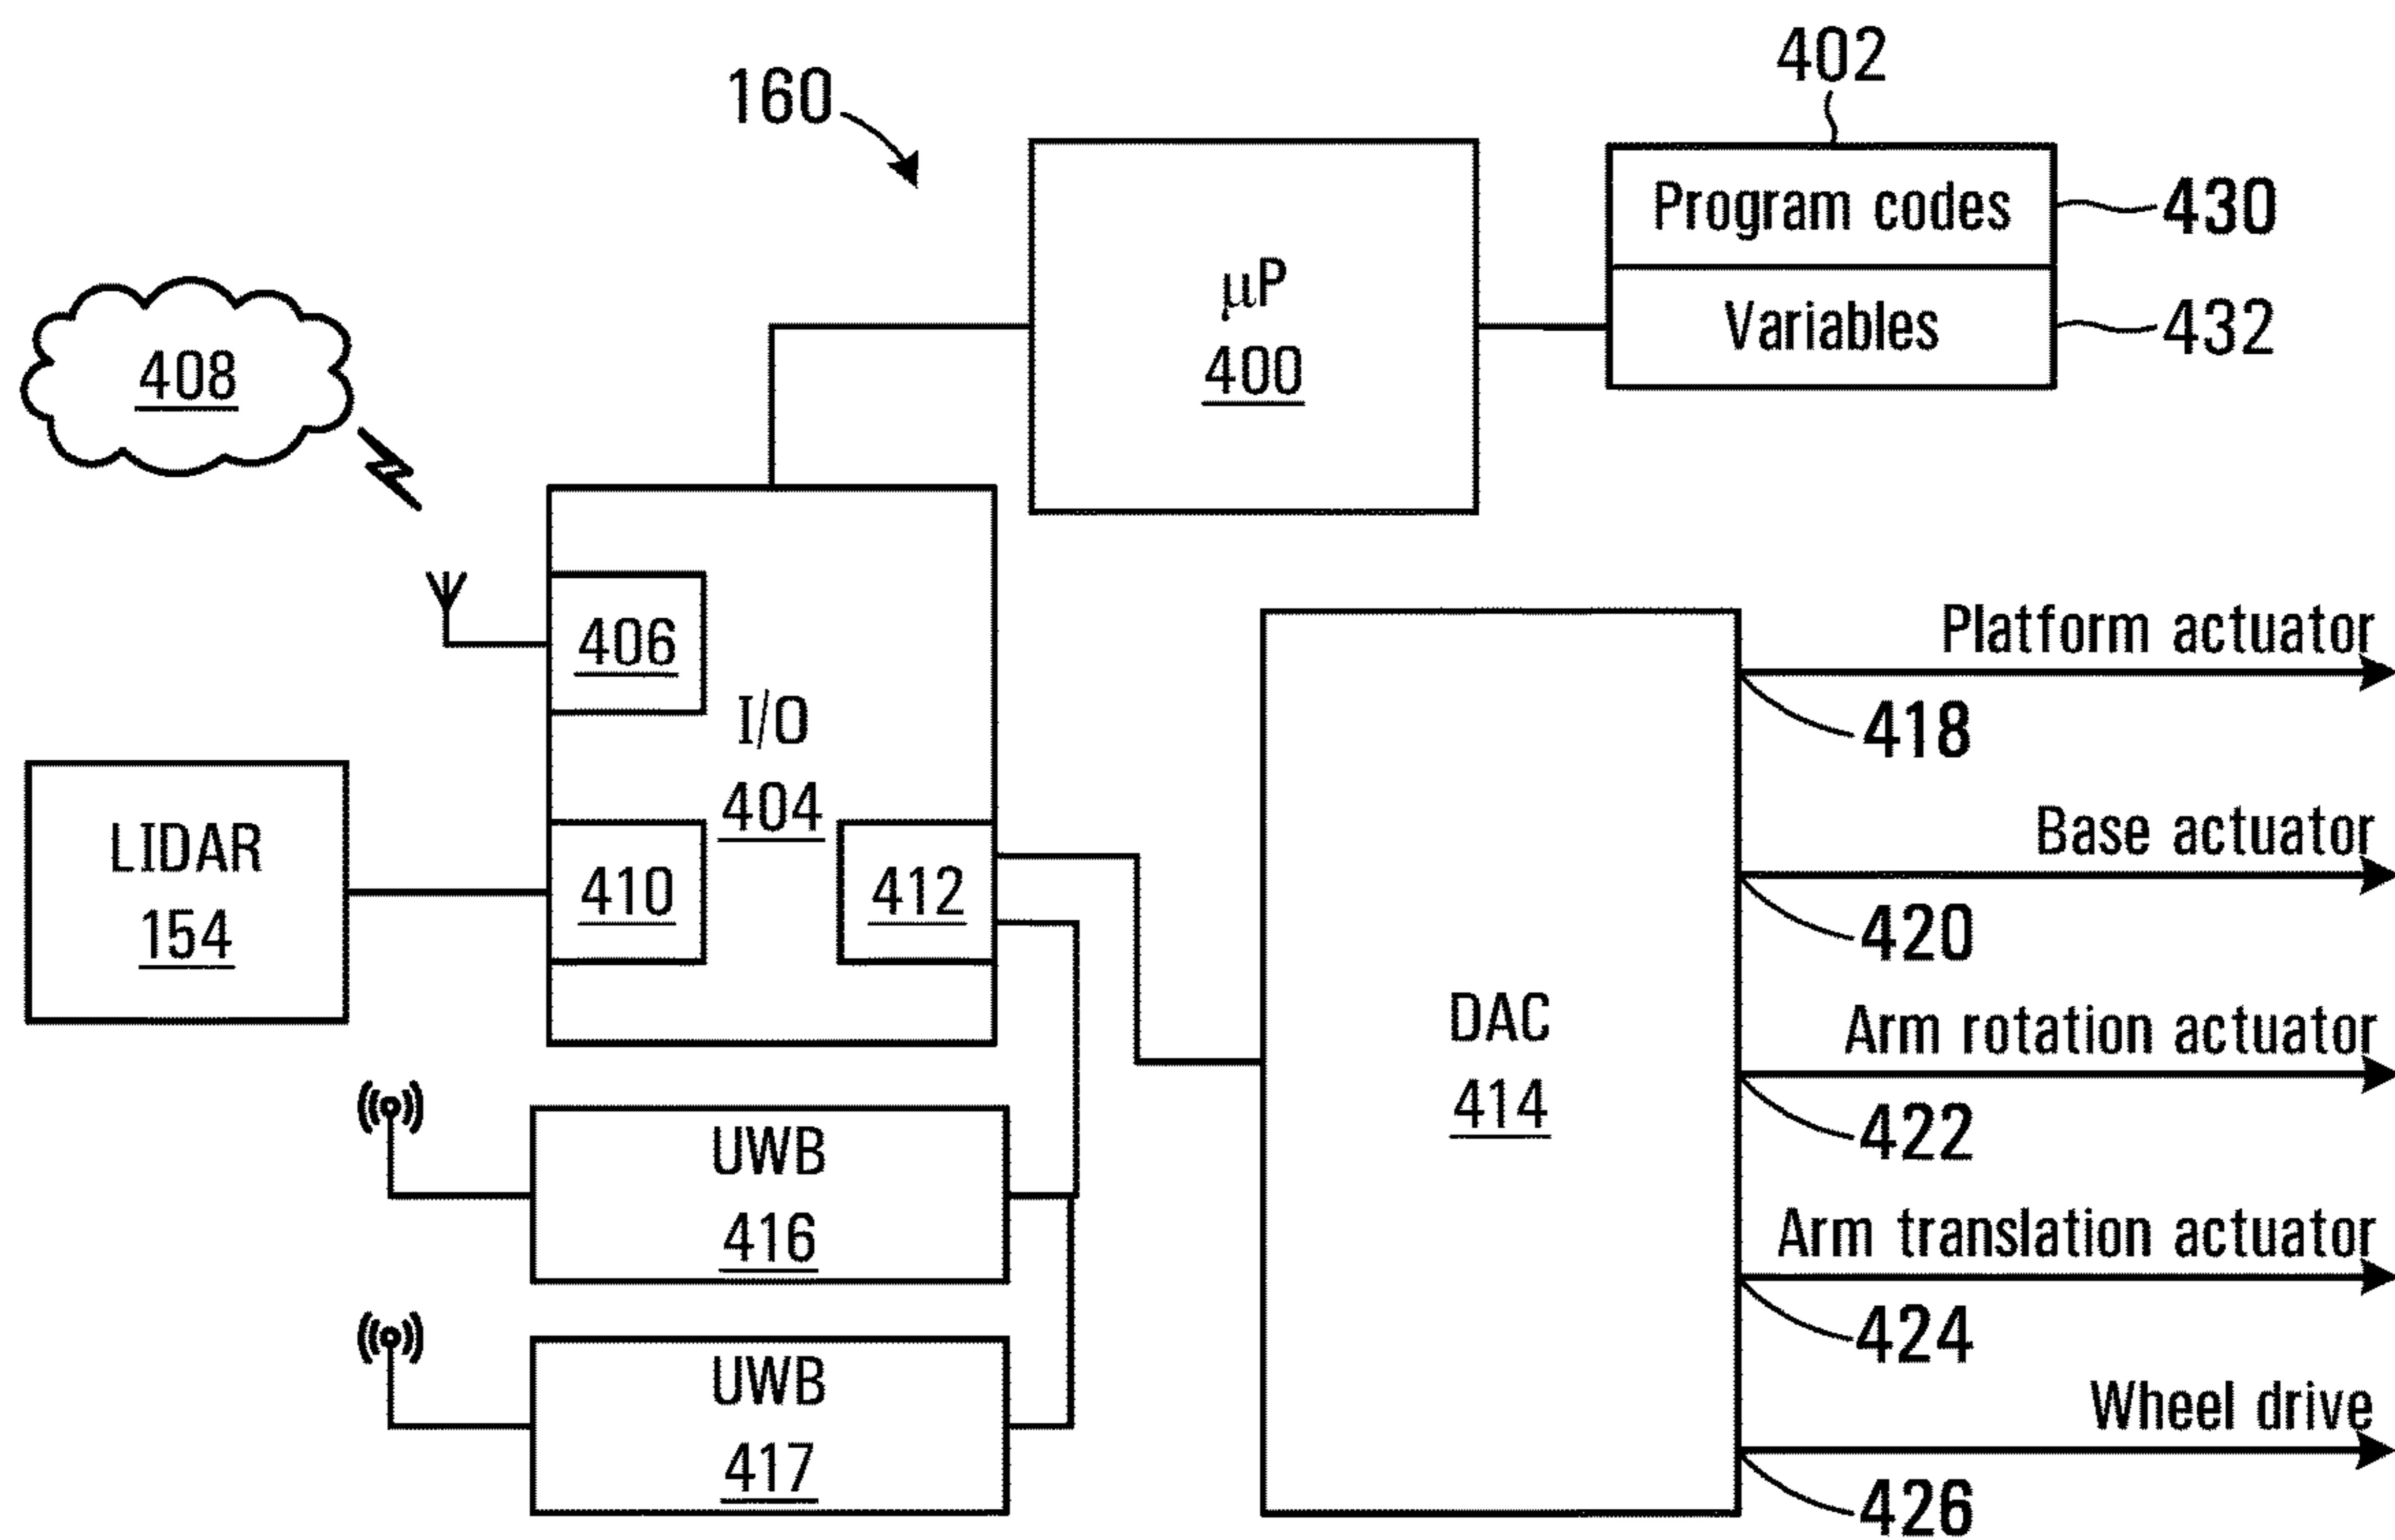 402
160
Program codes
430
μP
400
Variables
432
408
406
I/O
404
Platform actuator
418
LIDAR
154
410
412
Base actuator
420
DAC
414
Arm rotation actuator
422
UWB
416
Arm translation actuator
424
UWB
417
Wheel drive
426